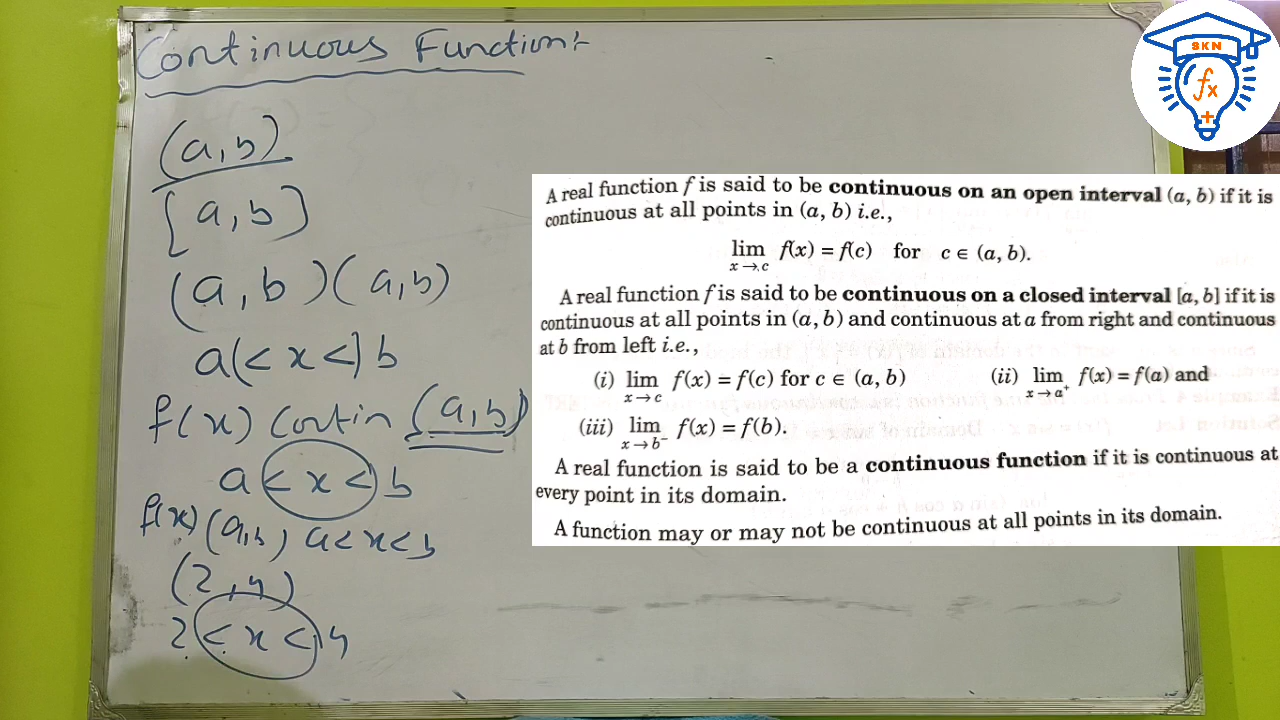 Continuous Function:-
(a,b)
[a,b]
(a,b)(a,b)
a(<x<]b
f(x) contin (a,b)
a<x<b
f(x) (a,b) a<x<b
(2,4)
2<x<4
SKN
fx
A real function f is said to be continuous on an open interval (a, b) if it is
continuous at all points in (a, b) i.e.,
lim f(x) = f(c) for c ∈ (a, b).
x→c
A real function f is said to be continuous on a closed interval [a, b] if it is
continuous at all points in (a, b) and continuous at a from right and continuous
at b from left i.e.,
(i) lim f(x) = f(c) for c ∈ (a, b) (ii) lim f(x) = f(a) and
x→c x→a⁺
(iii) lim f(x) = f(b).
x→b⁻
A real function is said to be a continuous function if it is continuous at
every point in its domain.
A function may or may not be continuous at all points in its domain.